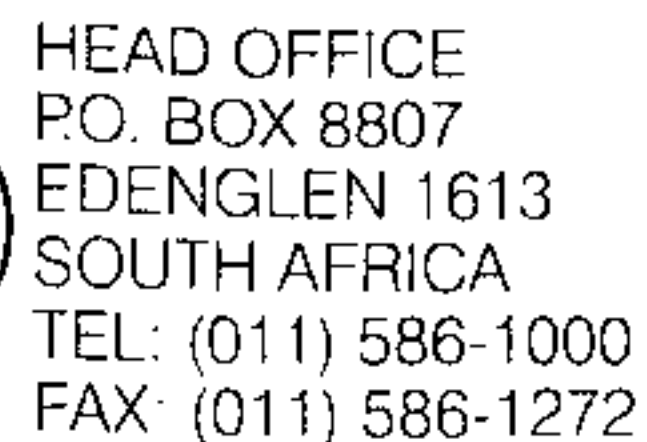 HEAD OFFICE
P.O. BOX 8807
EDENGLEN 1613
SOUTH AFRICA
TEL: (011) 586-1000
FAX: (011) 586-1272